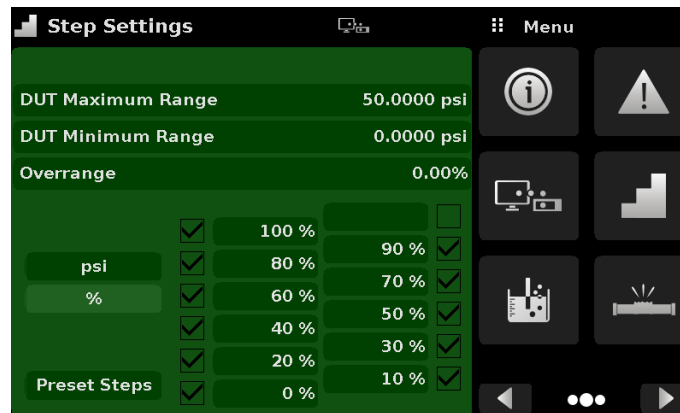 Step Settings
Menu
DUT Maximum Range 50.0000 psi
DUT Minimum Range 0.0000 psi
Overrange 0.00%
100 %
90 %
psi
80 %
70 %
%
60 %
50 %
40 %
30 %
20 %
10 %
Preset Steps
0 %